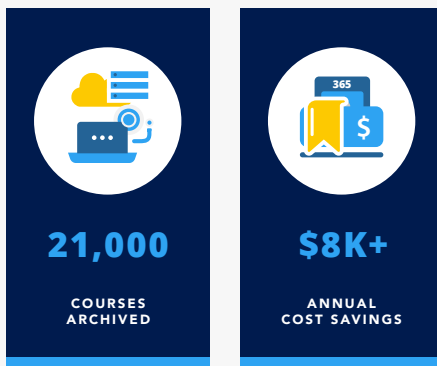 21,000
COURSES
ARCHIVED
365
$
$8K+
ANNUAL
COST SAVINGS